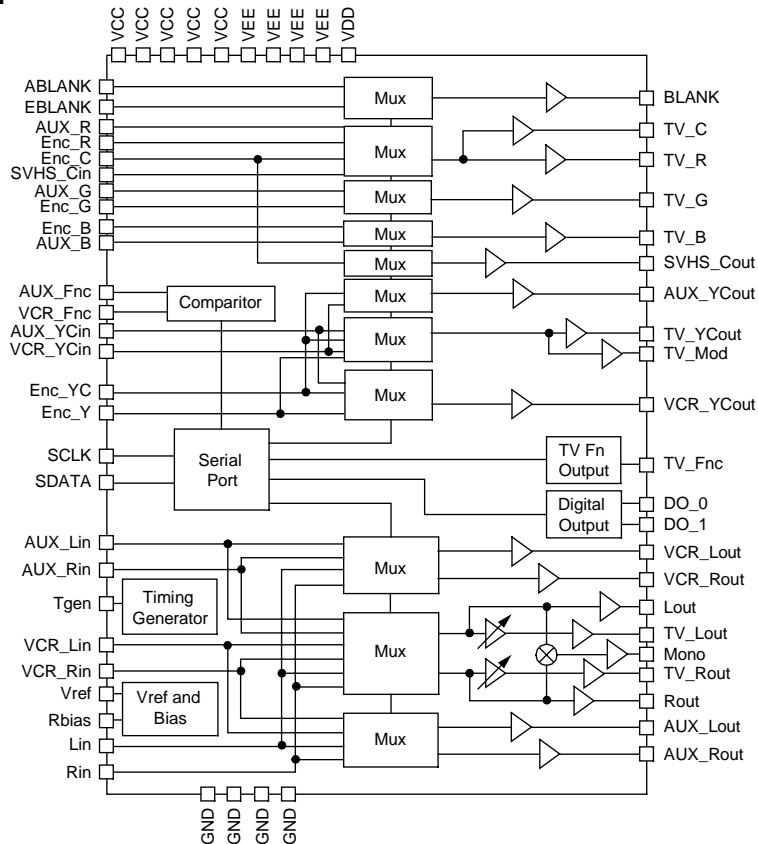 VCC
VCC
VCC
VCC
VCC
VEE
VEE
VEE
VEE
VDD
ABLANK
EBLANK
AUX_R
Enc_R
Enc_C
SVHS_Cin
AUX_G
Enc_G
Enc_B
AUX_B
AUX_Fnc
VCR_Fnc
AUX_YCin
VCR_YCin
Enc_YC
Enc_Y
SCLK
SDATA
AUX_Lin
AUX_Rin
Tgen
VCR_Lin
VCR_Rin
Vref
Rbias
Lin
Rin
Mux
Mux
Mux
Mux
Mux
Mux
Mux
Mux
Comparitor
Serial
Port
TV Fn
Output
Digital
Output
Timing
Generator
Vref and
Bias
Mux
Mux
Mux
BLANK
TV_C
TV_R
TV_G
TV_B
SVHS_Cout
AUX_YCout
TV_YCout
TV_Mod
VCR_YCout
TV_Fnc
DO_0
DO_1
VCR_Lout
VCR_Rout
Lout
TV_Lout
Mono
TV_Rout
Rout
AUX_Lout
AUX_Rout
GND
GND
GND
GND